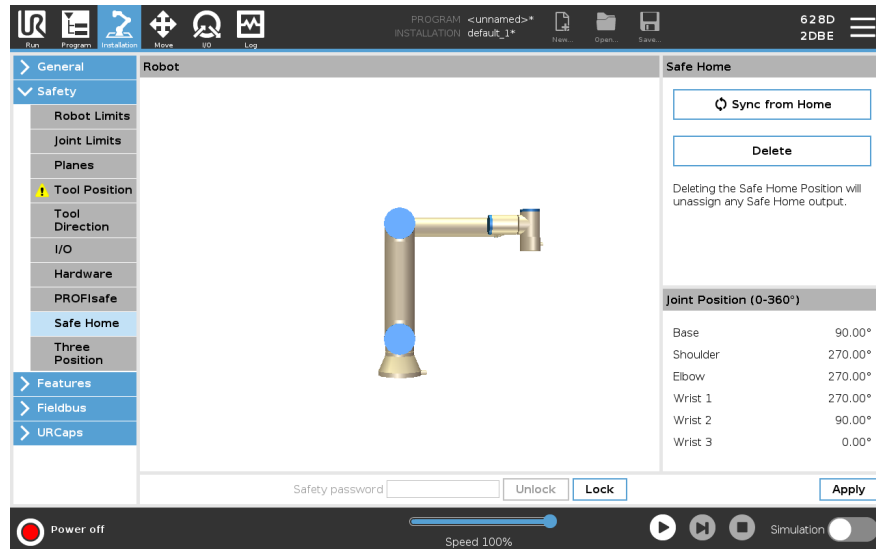 UR
Run
Program
Installation
Move
I/O
Log
PROGRAM <unnamed>*
INSTALLATION default_1*
New...
Open...
Save...
628D
2DBE
General
Safety
Robot Limits
Joint Limits
Planes
Tool Position
Tool
Direction
I/O
Hardware
PROFIsafe
Safe Home
Three
Position
Features
Fieldbus
URCaps
Robot
Safety password
Unlock
Lock
Safe Home
Sync from Home
Delete
Deleting the Safe Home Position will
unassign any Safe Home output.
Joint Position (0-360°)
Base 90.00°
Shoulder 270.00°
Elbow 270.00°
Wrist 1 270.00°
Wrist 2 90.00°
Wrist 3 0.00°
Apply
Power off
Speed 100%
Simulation